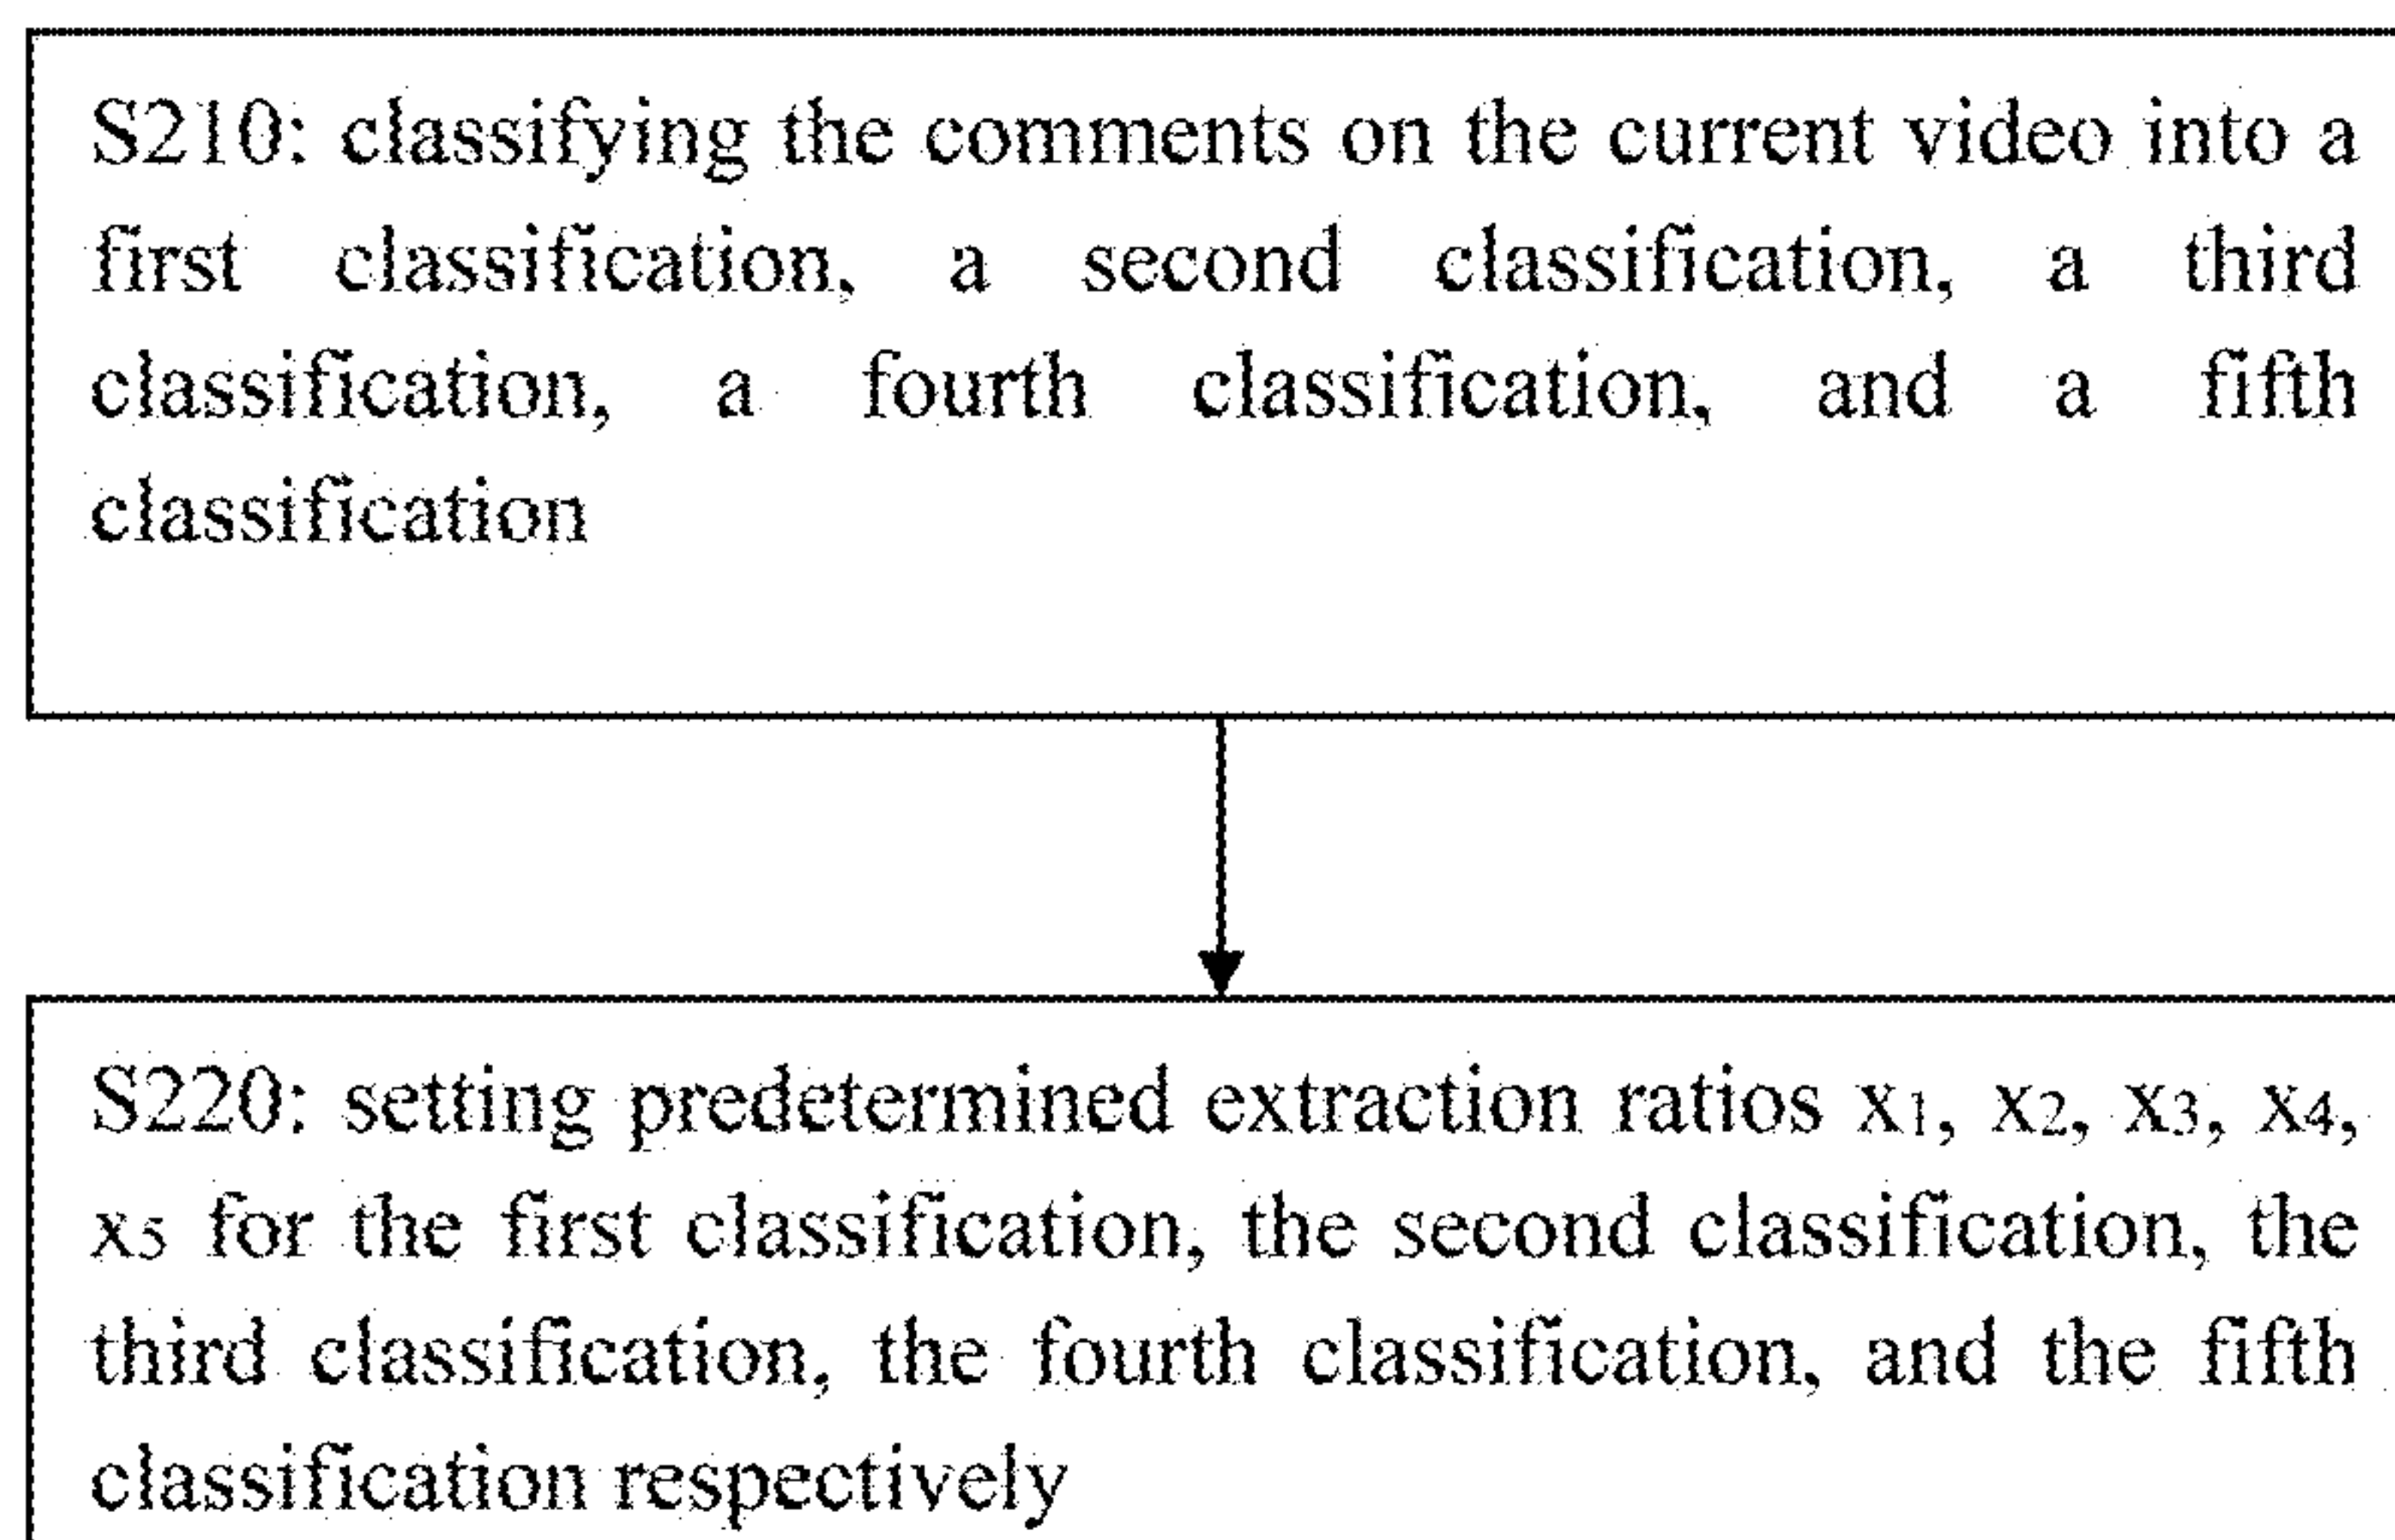 S210: classifying the comments on the current video into a
first classification, a second classification, a third
classification, a fourth classification, and a fifth
classification
S220: setting predetermined extraction ratios x1, x2, x3, x4,
x5 for the first classification, the second classification, the
third classification, the fourth classification, and the fifth
classification respectively